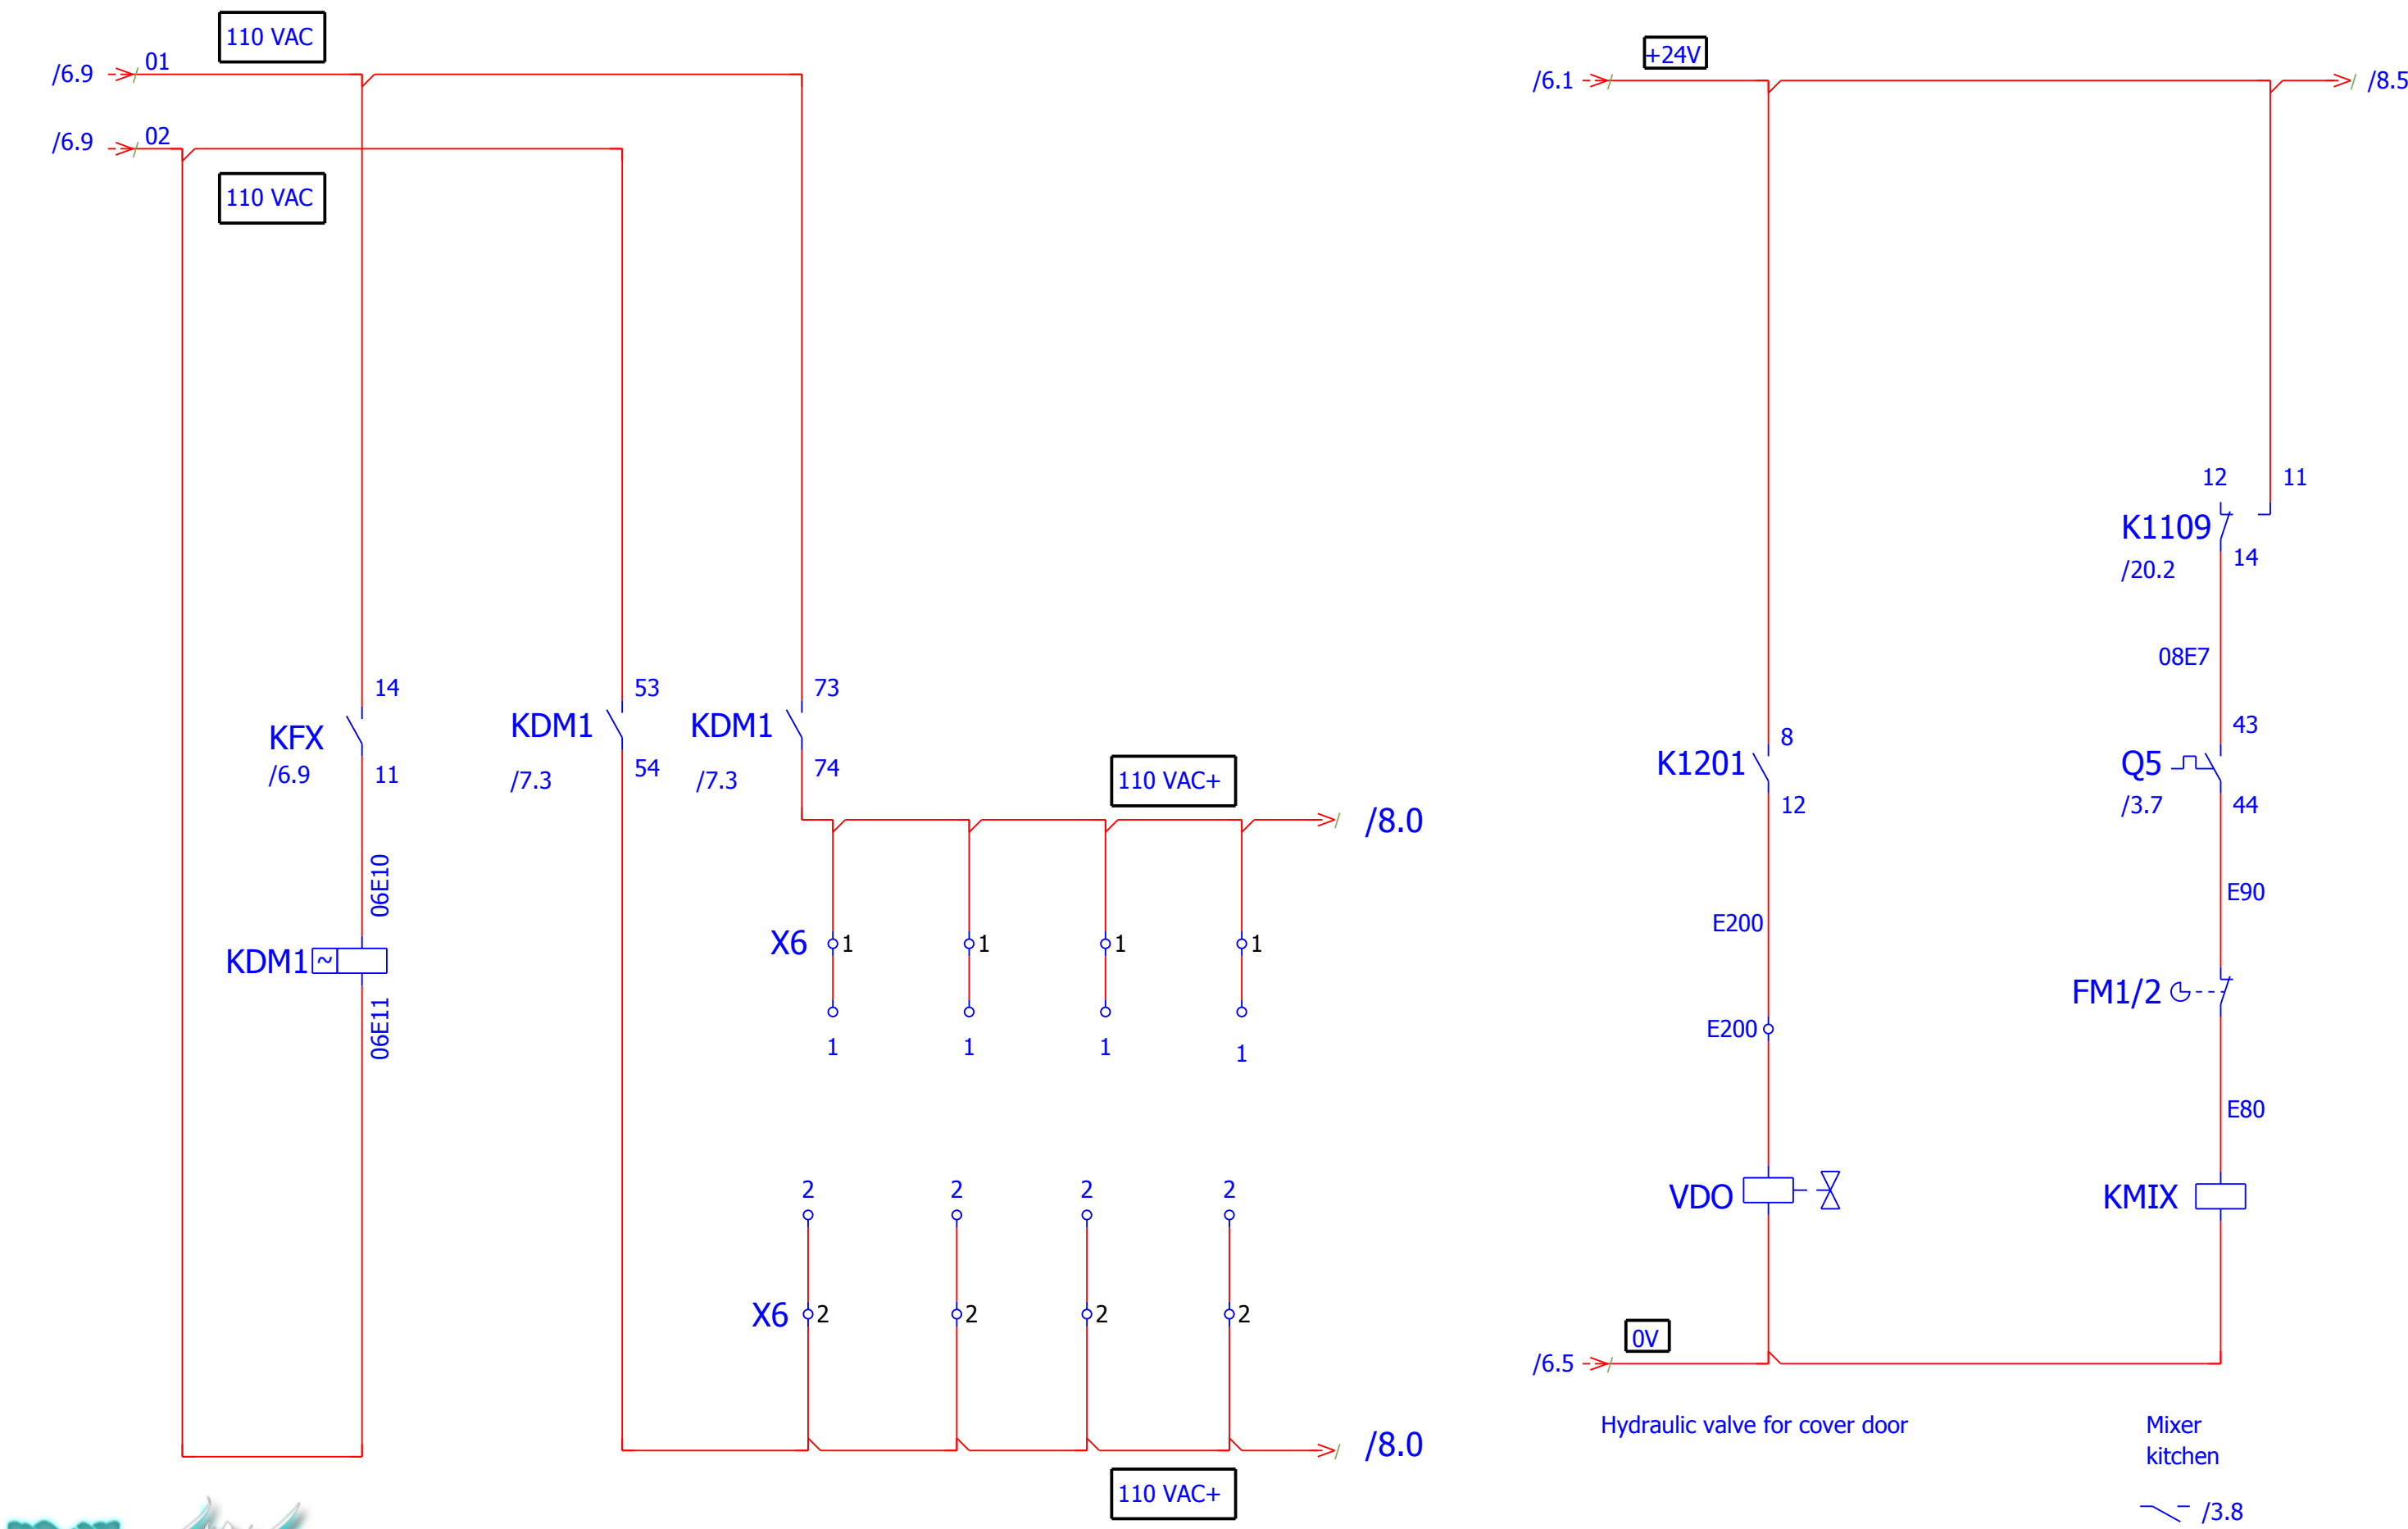 110 VAC
+24V
/6.9 01
/6.1
/8.5
/6.9 02
110 VAC
12 11
K1109
14
/20.2
08E7
14 53 73
KFX KDM1 KDM1
/6.9 11
/7.3 54
/7.3 74
110 VAC+
/8.0
8
K1201
12
43
Q5
/3.7 44
06E10
E90
E200
X6 1 1 1 1
KDM1 ~
FM1/2
06E11
E200
1 1 1 1
E80
2 2 2 2
VDO
KMIX
X6 2 2 2 2
0V
/6.5
/8.0
110 VAC+
Hydraulic valve for cover door
Mixer
kitchen
/3.8